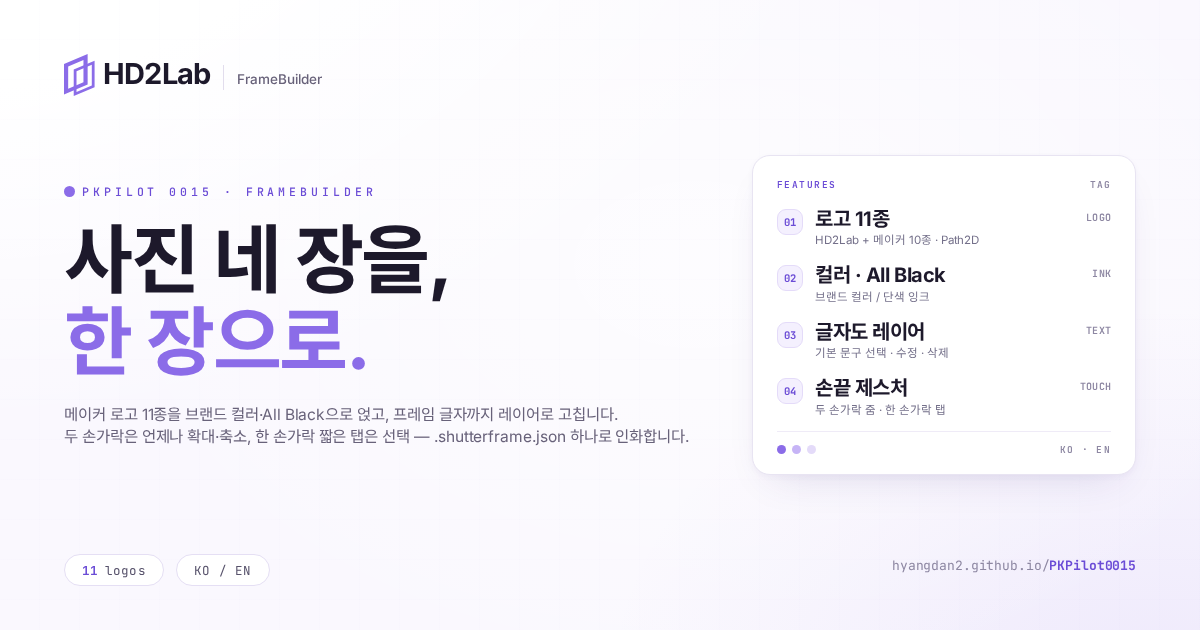 HD2Lab
FrameBuilder
PKPILOT 0015 · FRAMEBUILDER
사진 네 장을,
한 장으로.
메이커 로고 11종을 브랜드 컬러·All Black으로 얹고, 프레임 글자까지 레이어로 고칩니다.
두 손가락은 언제나 확대·축소, 한 손가락 짧은 탭은 선택 — .shutterframe.json 하나로 인화합니다.
FEATURES TAG
01 로고 11종 LOGO
HD2Lab + 메이커 10종 · Path2D
02 컬러 · All Black INK
브랜드 컬러 / 단색 잉크
03 글자도 레이어 TEXT
기본 문구 선택 · 수정 · 삭제
04 손끝 제스처 TOUCH
두 손가락 줌 · 한 손가락 탭
KO · EN
11 logos
KO / EN
hyangdan2.github.io/PKPilot0015